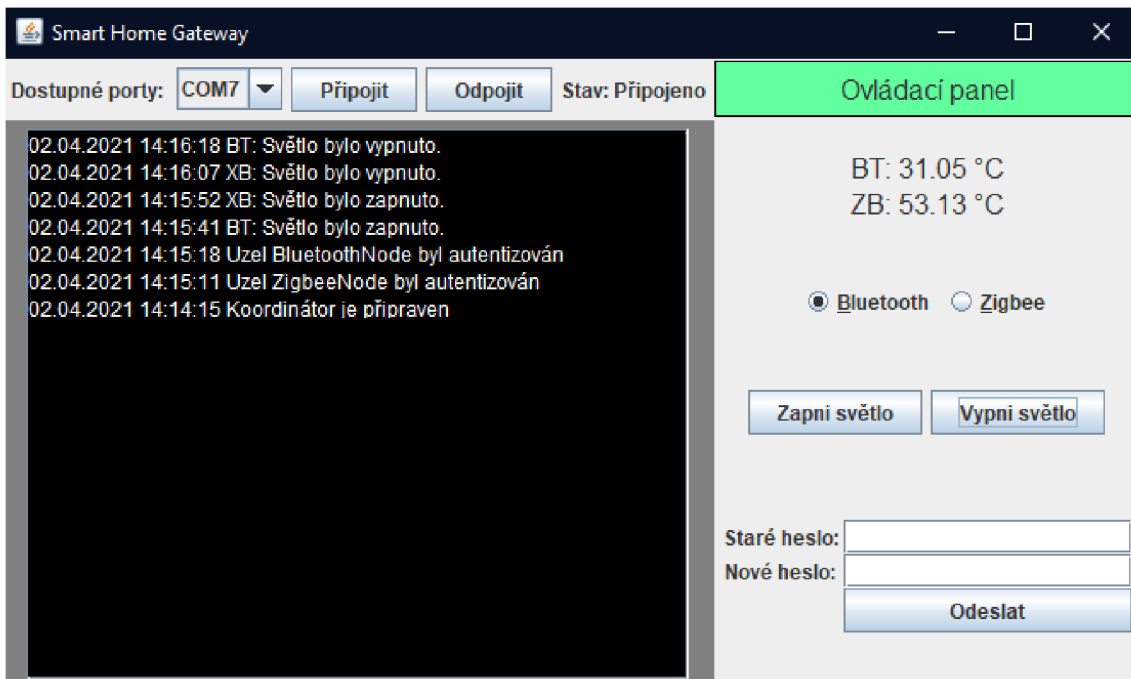 Smart Home Gateway
Dostupné porty: COM7 Připojit Odpojit Stav: Připojeno
02.04.2021 14:16:18 BT: Světlo bylo vypnuto.
02.04.2021 14:16:07 XB: Světlo bylo vypnuto.
02.04.2021 14:15:52 XB: Světlo bylo zapnuto.
02.04.2021 14:15:41 BT: Světlo bylo zapnuto.
02.04.2021 14:15:18 Uzel BluetoothNode byl autentizován
02.04.2021 14:15:11 Uzel ZigbeeNode byl autentizován
02.04.2021 14:14:15 Koordinátor je připraven
Ovládací panel
BT: 31.05 °C
ZB: 53.13 °C
Bluetooth Zigbee
Zapni světlo Vypni světlo
Staré heslo:
Nové heslo:
Odeslat